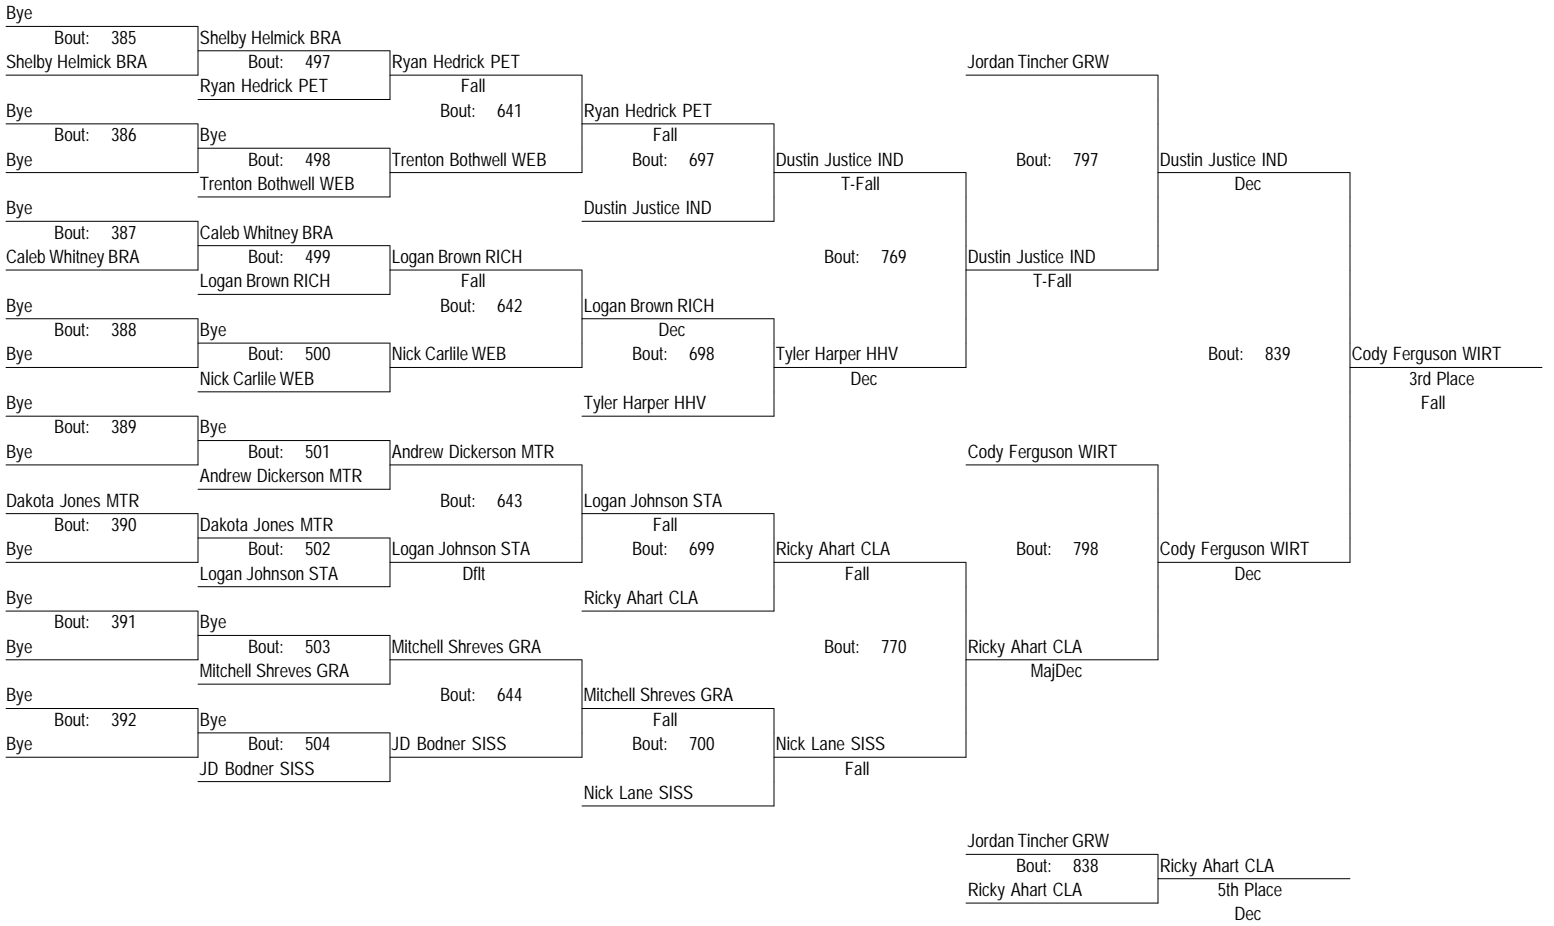 Bye
Bout: 385
Shelby Helmick BRA
Shelby Helmick BRA
Bout: 497
Ryan Hedrick PET
Ryan Hedrick PET
Fall
Bout: 641
Bye
Bout: 386
Bye
Bye
Bout: 498
Trenton Bothwell WEB
Trenton Bothwell WEB
Ryan Hedrick PET
Fall
Bout: 697
Dustin Justice IND
Dustin Justice IND
T-Fall
Bye
Bout: 387
Caleb Whitney BRA
Caleb Whitney BRA
Bout: 499
Logan Brown RICH
Logan Brown RICH
Fall
Bout: 642
Bye
Bout: 388
Bye
Bye
Bout: 500
Nick Carlile WEB
Nick Carlile WEB
Logan Brown RICH
Dec
Bout: 698
Tyler Harper HHV
Tyler Harper HHV
Dec
Bout: 769
Jordan Tincher GRW
Bout: 797
Dustin Justice IND
T-Fall
Dustin Justice IND
Dec
Bye
Bout: 389
Bye
Bye
Bout: 501
Andrew Dickerson MTR
Andrew Dickerson MTR
Bout: 643
Dakota Jones MTR
Bout: 390
Bye
Dakota Jones MTR
Bout: 502
Logan Johnson STA
Logan Johnson STA
Dflt
Logan Johnson STA
Fall
Bout: 699
Ricky Ahart CLA
Ricky Ahart CLA
Fall
Bye
Bout: 391
Bye
Bye
Bout: 503
Mitchell Shreves GRA
Mitchell Shreves GRA
Bout: 644
Bye
Bout: 392
Bye
Bye
Bout: 504
JD Bodner SISS
JD Bodner SISS
Mitchell Shreves GRA
Fall
Bout: 700
Nick Lane SISS
Nick Lane SISS
Fall
Bout: 770
Cody Ferguson WIRT
Bout: 798
Ricky Ahart CLA
MajDec
Cody Ferguson WIRT
Dec
Bout: 839
Cody Ferguson WIRT
3rd Place
Fall
Jordan Tincher GRW
Bout: 838
Ricky Ahart CLA
Ricky Ahart CLA
5th Place
Dec